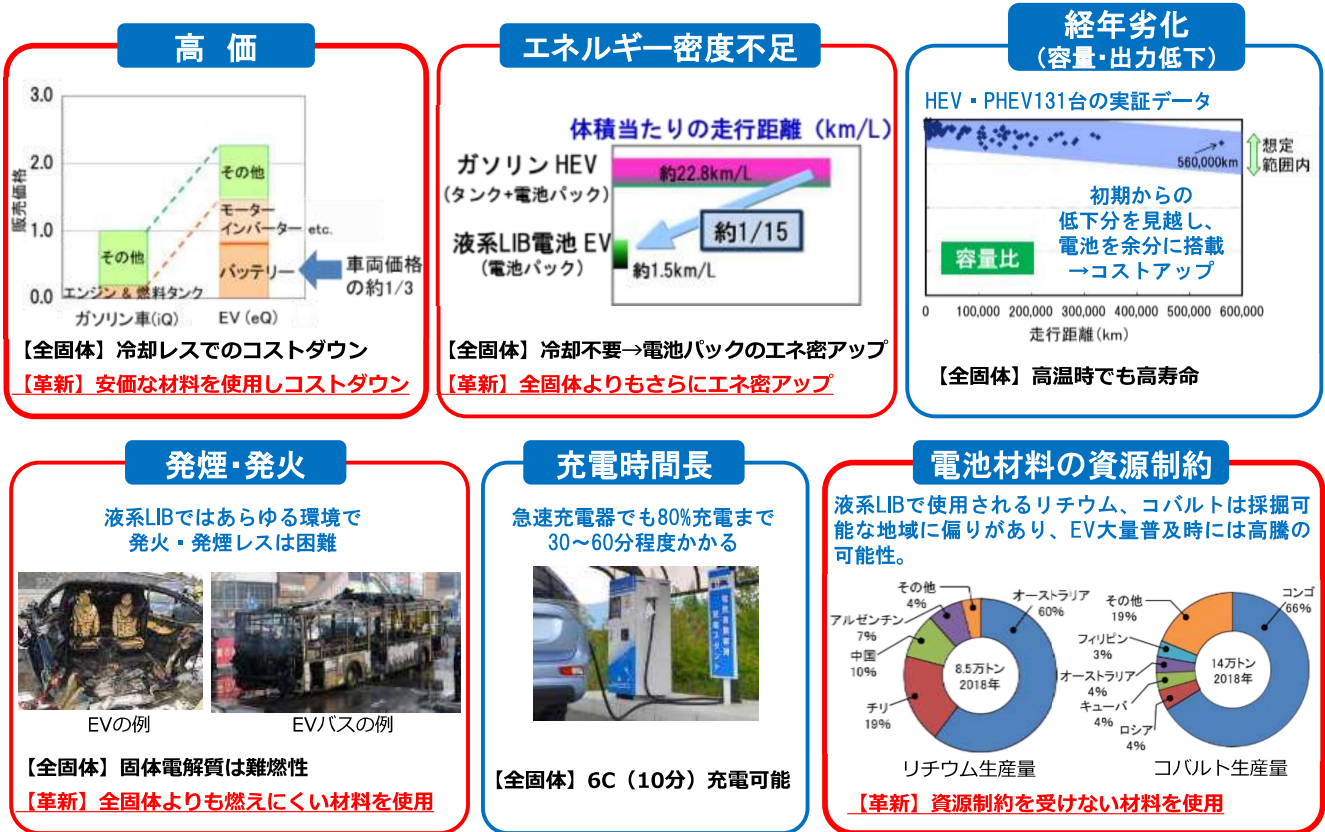 高 価
3.0
2.0
1.0
0.0
販売価格
その他
その他
モーター
インバーター etc.
バッテリー
エンジン & 燃料タンク
ガソリン車(iQ)
EV (eQ)
車両価格
の約1/3
【全固体】冷却レスでのコストダウン
【革新】安価な材料を使用しコストダウン
エネルギー密度不足
体積当たりの走行距離 (km/L)
ガソリン HEV
(タンク+電池パック)
約22.8km/L
約1/15
液系LIB電池 EV
(電池パック)
約1.5km/L
【全固体】冷却不要→電池パックのエネ密アップ
【革新】全固体よりもさらにエネ密アップ
経年劣化
(容量・出力低下)
HEV・PHEV131台の実証データ
560,000km
想定
範囲内
初期からの
低下分を見越し、
電池を余分に搭載
→コストアップ
容量比
0 100,000 200,000 300,000 400,000 500,000 600,000
走行距離(km)
【全固体】高温時でも高寿命
発煙・発火
液系LIBではあらゆる環境で
発火・発煙レスは困難
EVの例
EVバスの例
【全固体】固体電解質は難燃性
【革新】全固体よりも燃えにくい材料を使用
充電時間長
急速充電器でも80%充電まで
30～60分程度かかる
【全固体】6C(10分)充電可能
電池材料の資源制約
液系LIBで使用されるリチウム、コバルトは採掘可
能な地域に偏りがあり、EV大量普及時には高騰の
可能性。
その他
4%
オーストラリア
60%
アルゼンチン
7%
中国
10%
チリ
19%
8.5万トン
2018年
リチウム生産量
その他
19%
コンゴ
66%
フィリピン
3%
オーストラリア
4%
キューバ
4%
ロシア
4%
14万トン
2018年
コバルト生産量
【革新】資源制約を受けない材料を使用